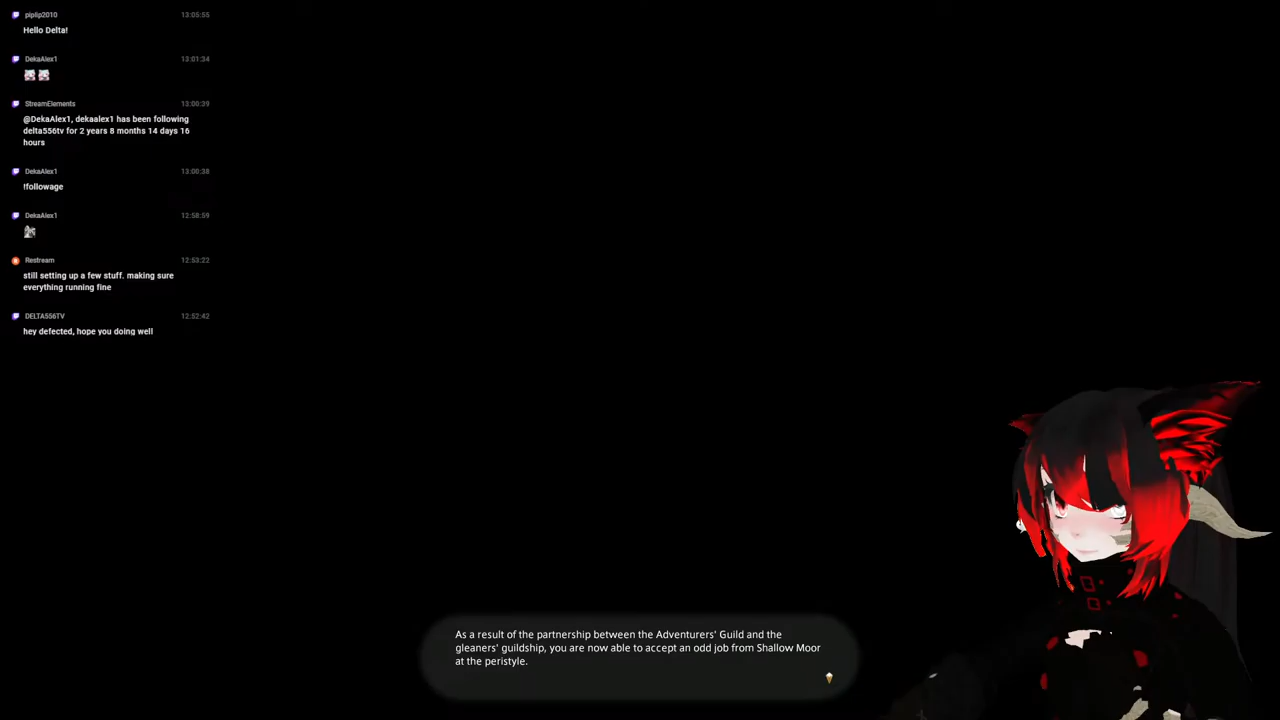 piplip2010 13:05:55
Hello Delta!
DekaAlex1 13:01:34
StreamElements 13:00:39
@DekaAlex1, dekaalex1 has been following
delta556tv for 2 years 8 months 14 days 16
hours
DekaAlex1 13:00:38
!followage
DekaAlex1 12:58:59
Restream 12:53:22
still setting up a few stuff. making sure
everything running fine
DELTA556TV 12:52:42
hey defected, hope you doing well
As a result of the partnership between the Adventurers' Guild and the
gleaners' guildship, you are now able to accept an odd job from Shallow Moor
at the peristyle.